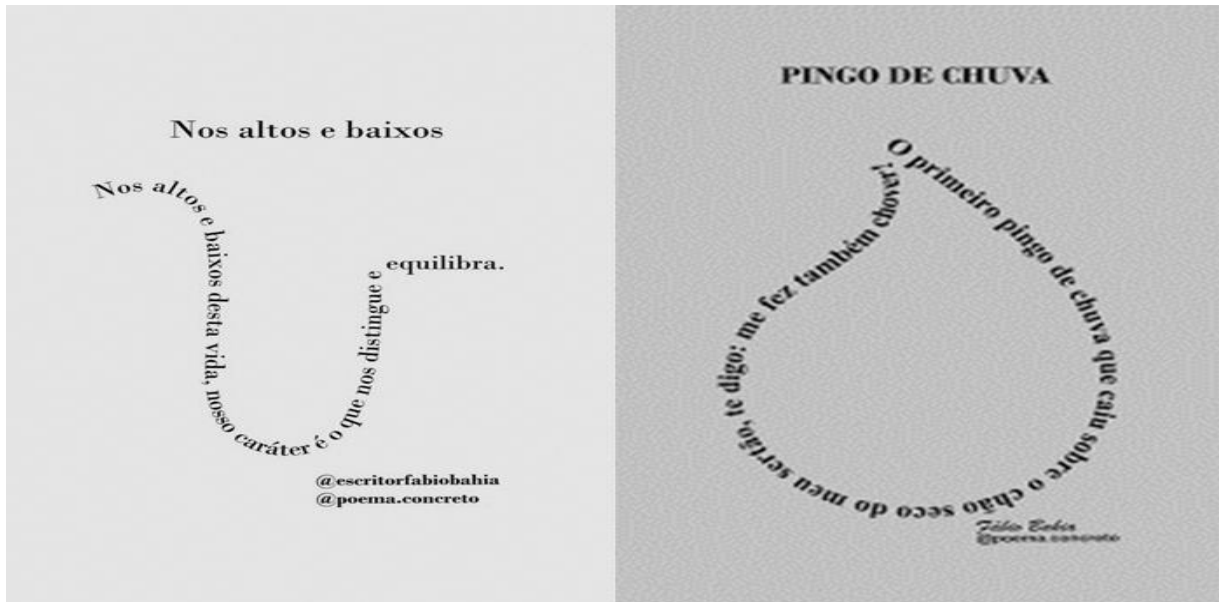 Nos altos e baixos
Nos altos e baixos desta vida, nosso caráter é o que nos distingue e equilibra.
@escritorfabiobahia
@poema.concreto
PINGO DE CHUVA
O primeiro pingo de chuva que caiu sobre o chão seco do meu sertão, te digo: me fez também chover;
Fábio Bahia
@poema.concreto